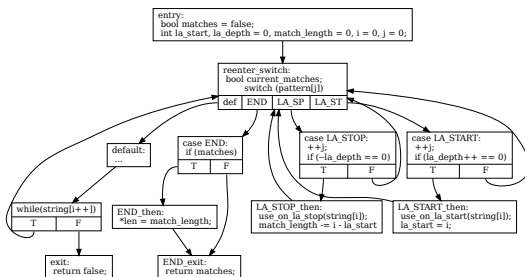 entry:
bool matches = false;
int la_start, la_depth = 0, match_length = 0, i = 0, j = 0;
reenter_switch:
bool current_matches;
switch (pattern[j])
def END LA_SP LA_ST
default:
...
case END:
if (matches)
T F
case LA_STOP:
++j;
if (--la_depth == 0)
T F
case LA_START:
++j;
if (la_depth++ == 0)
T F
while(string[i++])
T F
END_then:
*len = match_length;
LA_STOP_then:
use_on_la_stop(string[i]);
match_length -= i - la_start
LA_START_then:
use_on_la_start(string[i]);
la_start = i;
exit:
return false;
END_exit:
return matches;